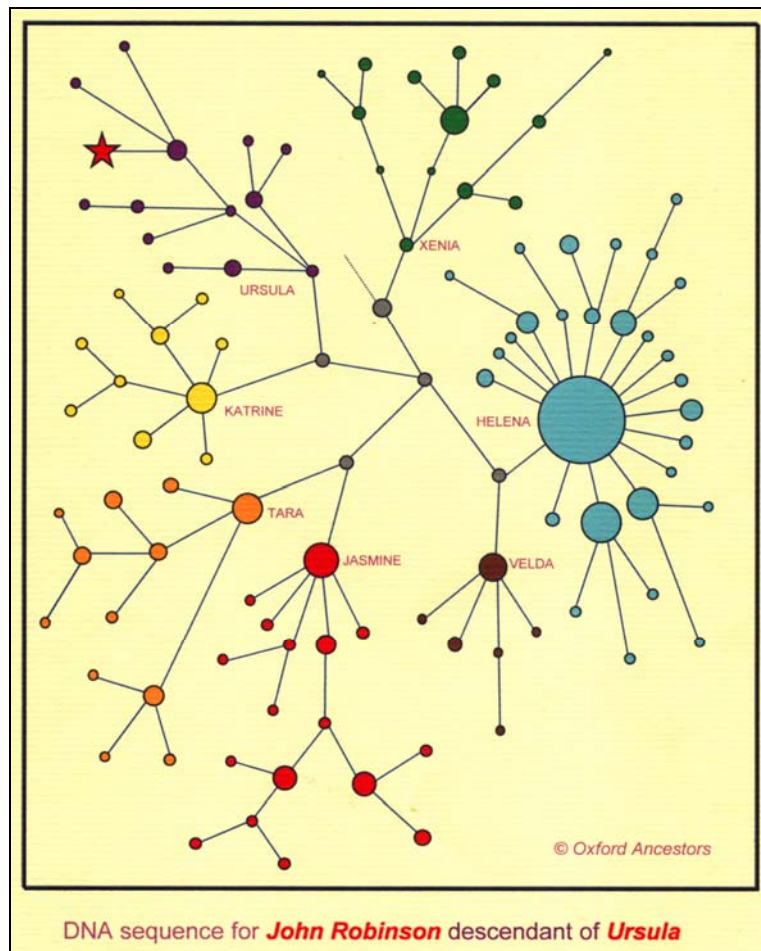 XENIA
URSULA
KATRINE
HELENA
TARA
JASMINE
VELDA
© Oxford Ancestors
DNA sequence for John Robinson descendant of Ursula